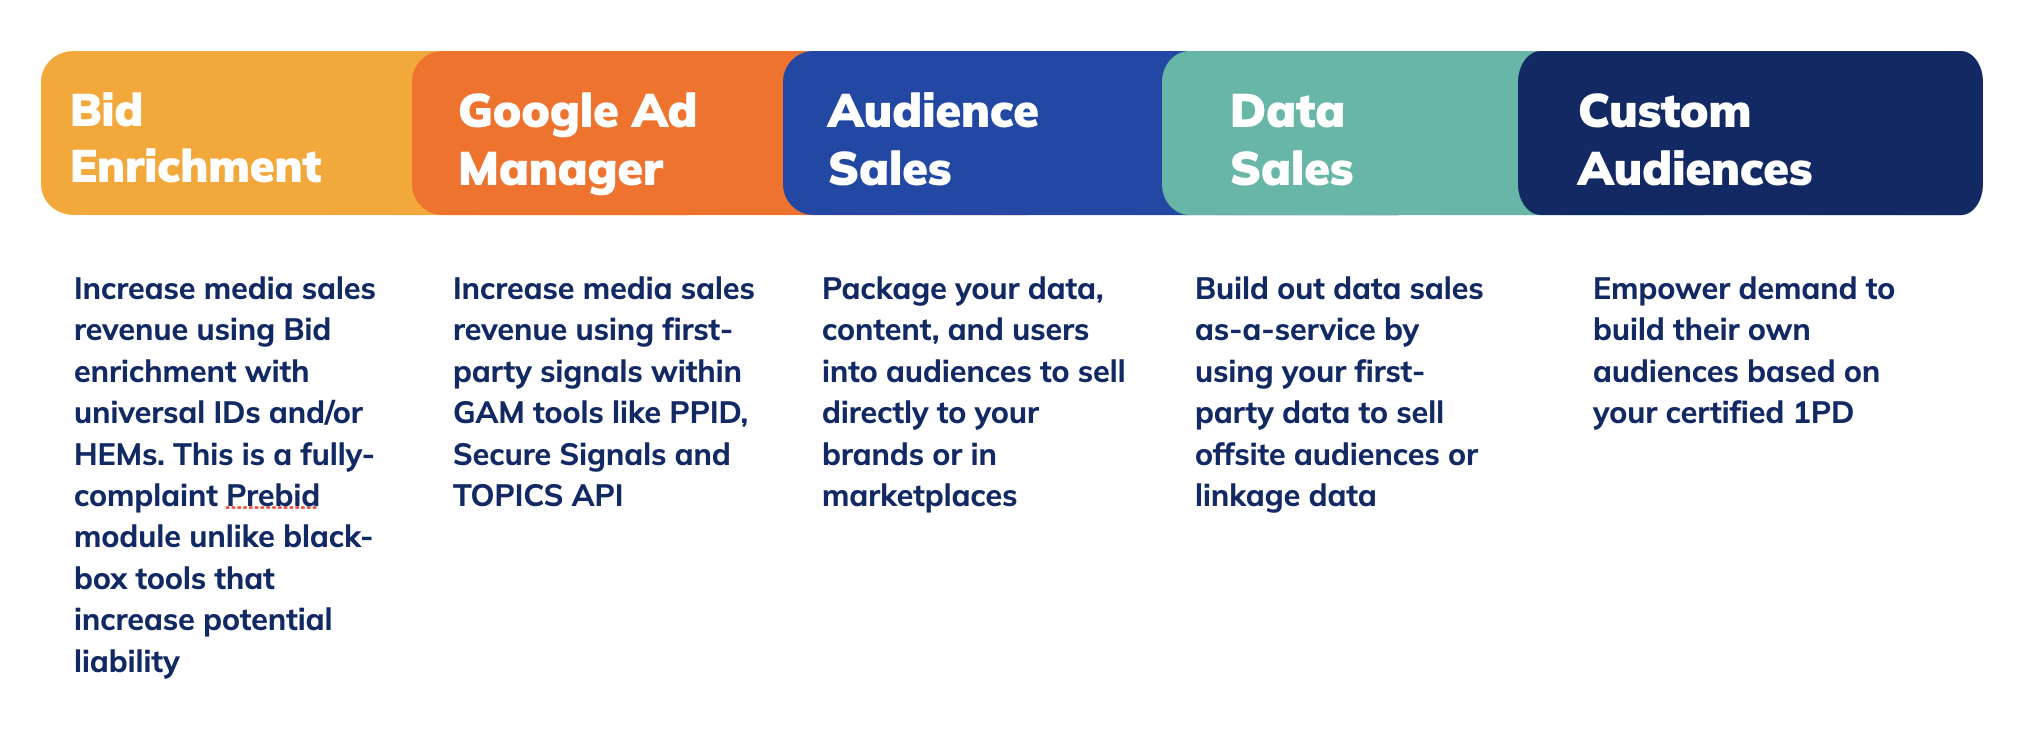 Bid
Enrichment
Google Ad
Manager
Audience
Sales
Data
Sales
Custom
Audiences
Increase media sales
revenue using Bid
enrichment with
universal IDs and/or
HEMs. This is a fully-
complaint Prebid
module unlike black-
box tools that
increase potential
liability
Increase media sales
revenue using first-
party signals within
GAM tools like PPID,
Secure Signals and
TOPICS API
Package your data,
content, and users
into audiences to sell
directly to your
brands or in
marketplaces
Build out data sales
as-a-service by
using your first-
party data to sell
offsite audiences or
linkage data
Empower demand to
build their own
audiences based on
your certified 1PD